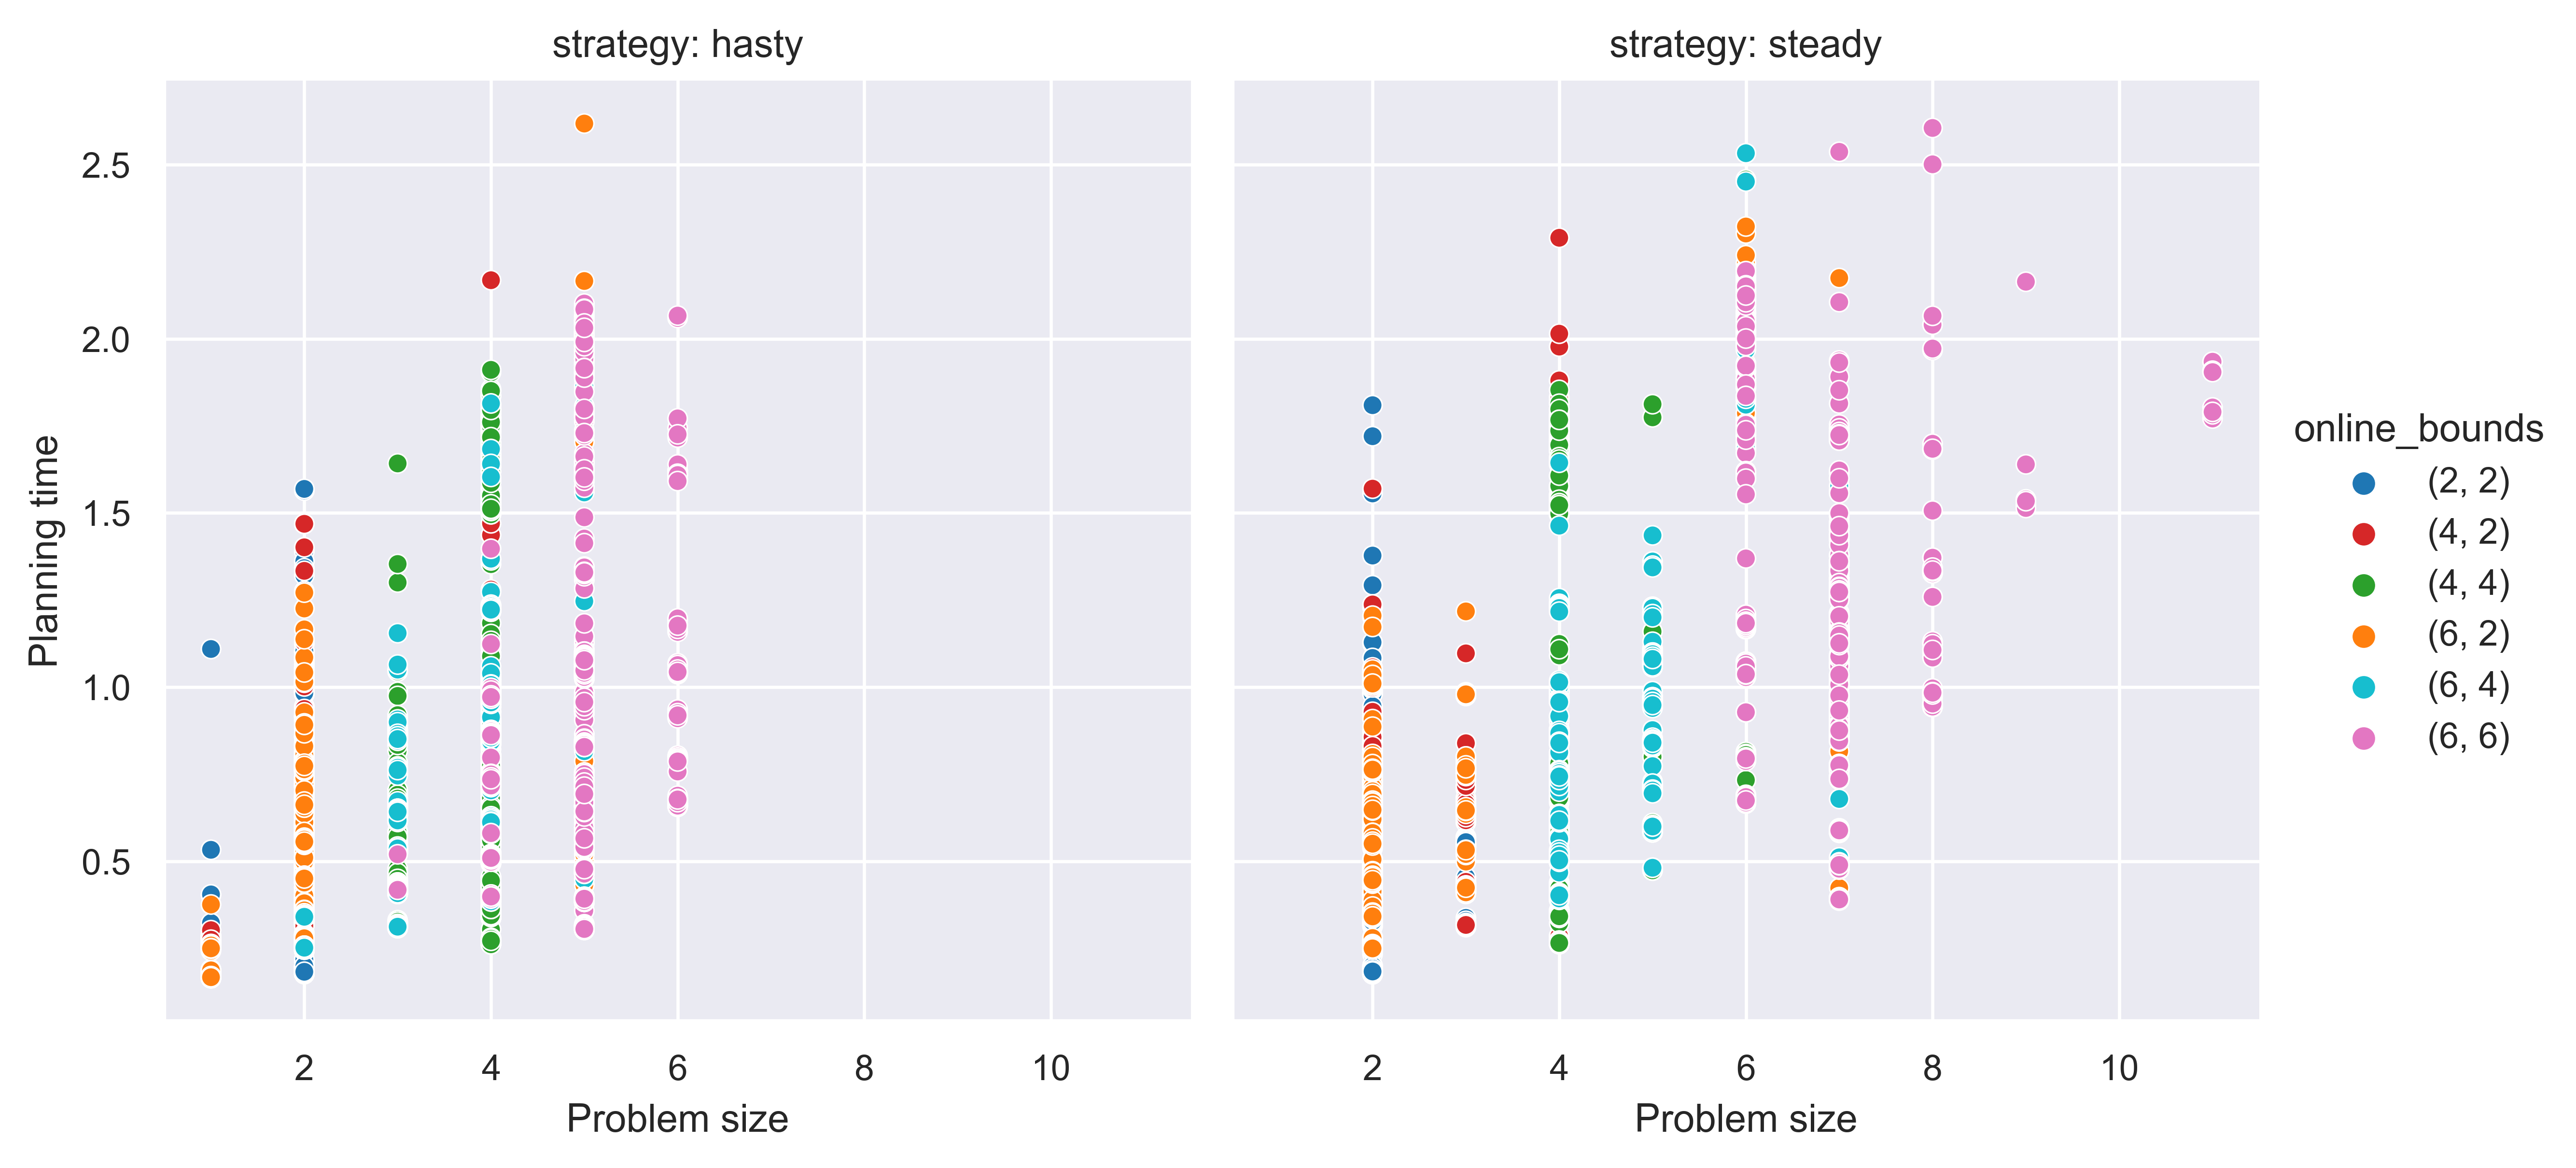 strategy: hasty
strategy: steady
Planning time
2.5
2.0
1.5
1.0
0.5
2 4 6 8 10
2 4 6 8 10
Problem size
Problem size
online_bounds
(2, 2)
(4, 2)
(4, 4)
(6, 2)
(6, 4)
(6, 6)